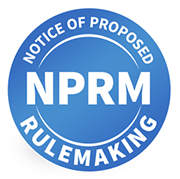 NOTICE OF PROPOSED
NPRM
RULEMAKING